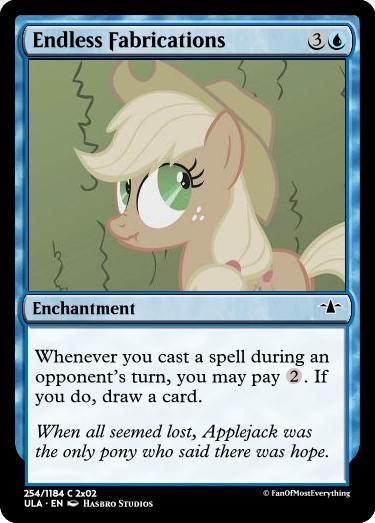 Endless Fabrications 3
Enchantment
Whenever you cast a spell during an
opponent's turn, you may pay 2. If
you do, draw a card.
When all seemed lost, Applejack was
the only pony who said there was hope.
254/1184 C 2x02
ULA · EN Hasbro Studios
© FanOfMostEverything